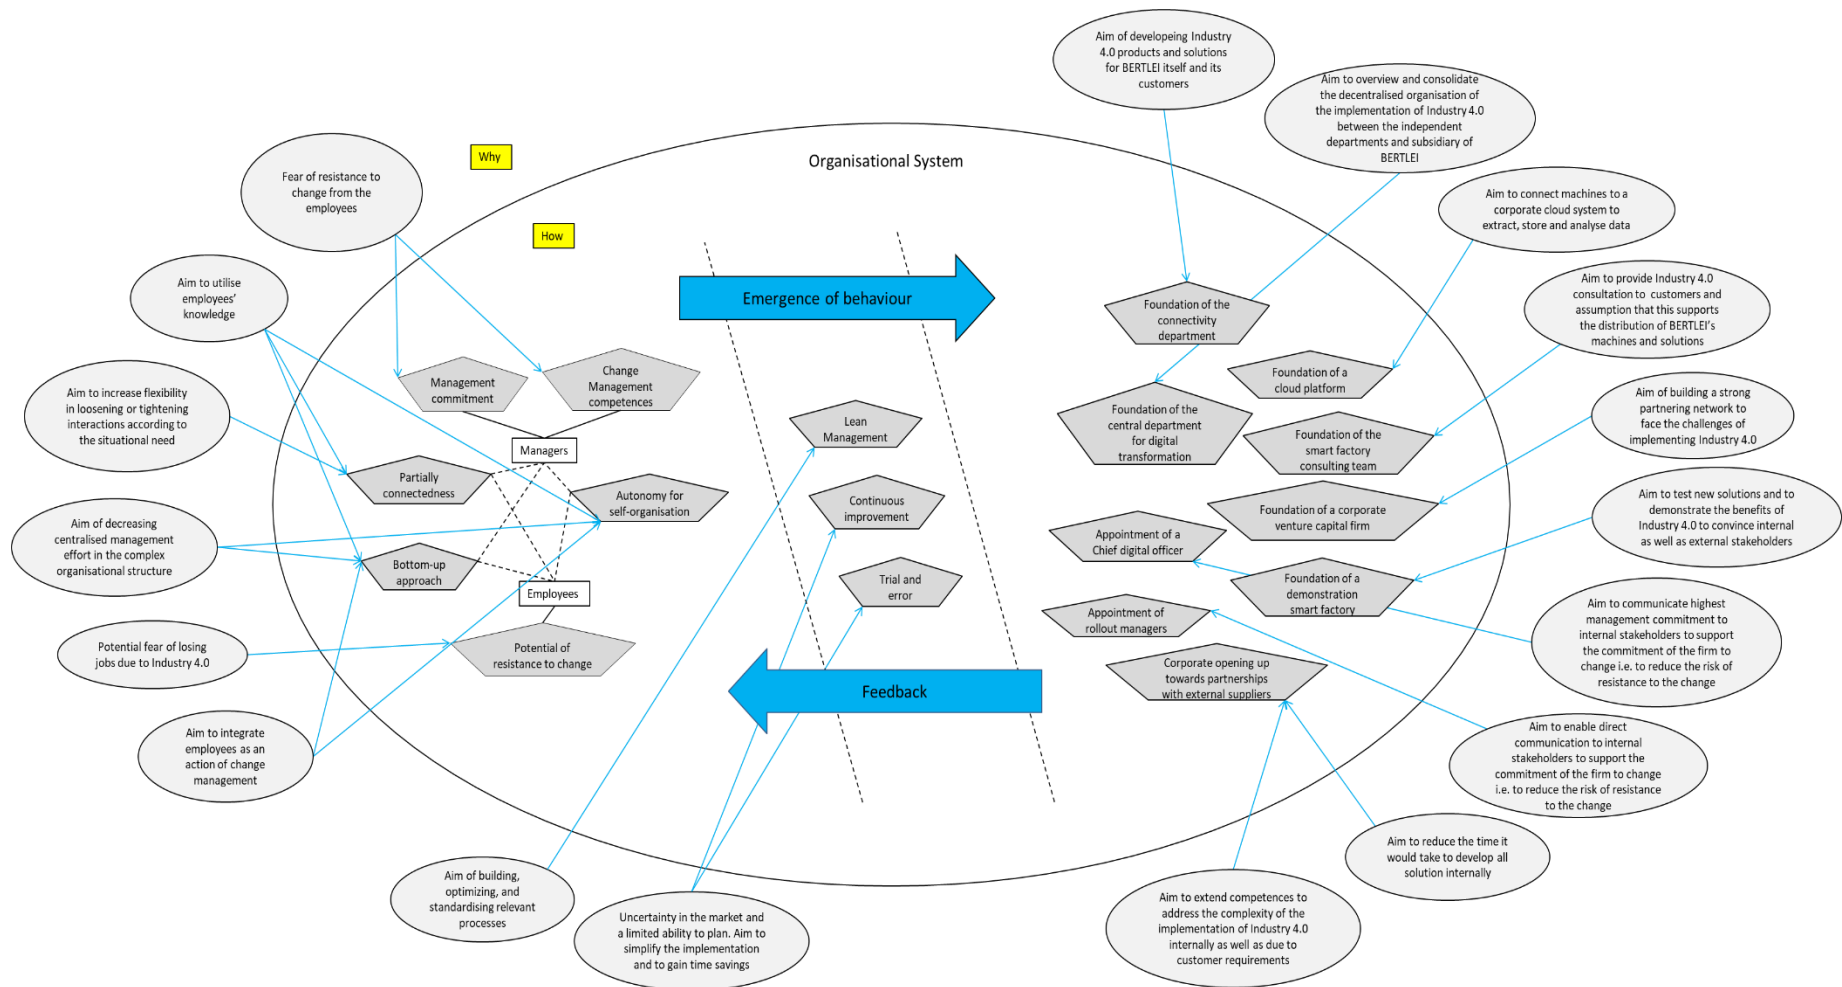 Why
How
Organisational System
Fear of resistance to
change from the
employees
Aim to utilise
employees'
knowledge
Aim to increase flexibility
in loosening or tightening
interactions according to
the situational need
Aim of decreasing
centralised management
effort in the complex
organisational structure
Potential fear of losing
jobs due to Industry 4.0
Aim to integrate
employees as an
action of change
management
Management
commitment
Change
Management
competences
Managers
Partially
connectedness
Autonomy for
self-organisation
Bottom-up
approach
Employees
Potential of
resistance to change
Emergence of behaviour
Lean
Management
Continuous
improvement
Trial and
error
Feedback
Aim of building,
optimizing, and
standardising relevant
processes
Uncertainty in the market and
a limited ability to plan. Aim to
simplify the implementation
and to gain time savings
Foundation of the
connectivity
department
Foundation of a
cloud platform
Foundation of the
central department
for digital
transformation
Foundation of the
smart factory
consulting team
Foundation of a corporate
venture capital firm
Appointment of a
Chief digital officer
Foundation of a
demonstration
smart factory
Appointment of
rollout managers
Corporate opening up
towards partnerships
with external suppliers
Aim of developeing Industry
4.0 products and solutions
for BERTLEI itself and its
customers
Aim to overview and consolidate
the decentralised organisation of
the implementation of Industry 4.0
between the independent
departments and subsidiary of
BERTLEI
Aim to connect machines to a
corporate cloud system to
extract, store and analyse data
Aim to provide Industry 4.0
consultation to customers and
assumption that this supports
the distribution of BERTLEI's
machines and solutions
Aim of building a strong
partnering network to
face the challenges of
implementing Industry 4.0
Aim to test new solutions and to
demonstrate the benefits of
Industry 4.0 to convince internal
as well as external stakeholders
Aim to communicate highest
management commitment to
internal stakeholders to support
the commitment of the firm to
change i.e. to reduce the risk of
resistance to the change
Aim to enable direct
communication to internal
stakeholders to support the
commitment of the firm to change
i.e. to reduce the risk of resistance
to the change
Aim to reduce the time it
would take to develop all
solution internally
Aim to extend competences to
address the complexity of the
implementation of Industry 4.0
internally as well as due to
customer requirements